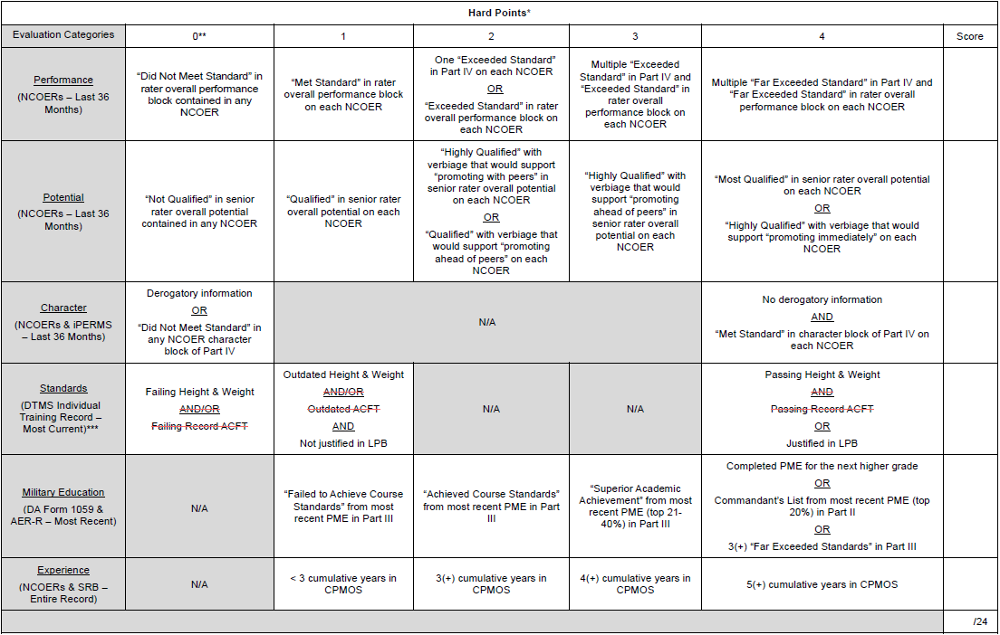 Hard Points*
Evaluation Categories
0**
1
2
3
4
Score
Performance
(NCOERs – Last 36
Months)
“Did Not Meet Standard” in
rater overall performance
block contained in any
NCOER
“Met Standard” in rater
overall performance block
on each NCOER
One “Exceeded Standard”
in Part IV on each NCOER
OR
“Exceeded Standard” in rater
overall performance block on
each NCOER
Multiple “Exceeded
Standard” in Part IV and
“Exceeded Standard” in
rater overall
performance block on
each NCOER
Multiple “Far Exceeded Standard” in Part IV and
“Far Exceeded Standard” in rater overall
performance block on each NCOER
Potential
(NCOERs – Last 36
Months)
“Not Qualified” in senior
rater overall potential
contained in any NCOER
“Qualified” in senior rater
overall potential on each
NCOER
“Highly Qualified” with
verbiage that would support
“promoting with peers” in
senior rater overall potential
on each NCOER
OR
“Qualified” with verbiage that
would support “promoting
ahead of peers” on each
NCOER
“Highly Qualified” with
verbiage that would
support “promoting
ahead of peers” in
senior rater overall
potential on each
NCOER
“Most Qualified” in senior rater overall potential
on each NCOER
OR
“Highly Qualified” with verbiage that would
support “promoting immediately” on each
NCOER
Character
(NCOERs & iPERMS
– Last 36 Months)
Derogatory information
OR
“Did Not Meet Standard” in
any NCOER character
block of Part IV
N/A
No derogatory information
AND
“Met Standard” in character block of Part IV on
each NCOER
Standards
(DTMS Individual
Training Record –
Most Current)***
Failing Height & Weight
AND/OR
Failing Record ACFT
Outdated Height & Weight
AND/OR
Outdated ACFT
AND
Not justified in LPB
N/A
N/A
Passing Height & Weight
AND
Passing Record ACFT
OR
Justified in LPB
Military Education
(DA Form 1059 &
AER-R – Most Recent)
N/A
“Failed to Achieve Course
Standards” from most
recent PME in Part III
“Achieved Course Standards”
from most recent PME in Part
III
“Superior Academic
Achievement” from most
recent PME (top 21-
40%) in Part III
Completed PME for the next higher grade
OR
Commandant’s List from most recent PME (top
20%) in Part II
OR
3(+) “Far Exceeded Standards” in Part III
Experience
(NCOERs & SRB –
Entire Record)
N/A
< 3 cumulative years in
CPMOS
3(+) cumulative years in
CPMOS
4(+) cumulative years in
CPMOS
5(+) cumulative years in CPMOS
/24